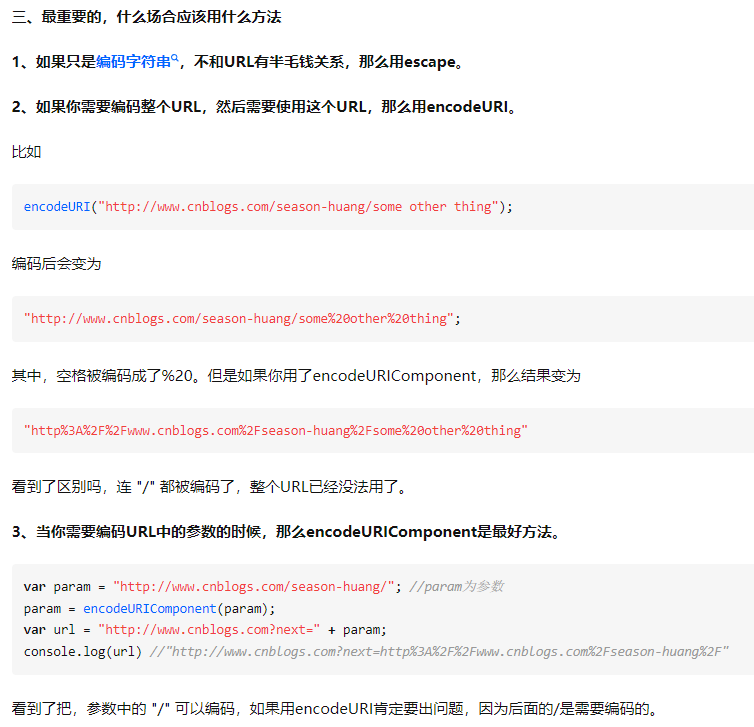 三、最重要的，什么场合应该用什么方法
1、如果只是编码字符串，不和URL有半毛钱关系，那么用escape。
2、如果你需要编码整个URL，然后需要使用这个URL，那么用encodeURI。
比如
encodeURI("http://www.cnblogs.com/season-huang/some other thing");
编码后会变为
"http://www.cnblogs.com/season-huang/some%20other%20thing";
其中，空格被编码成了%20。但是如果你用了encodeURIComponent，那么结果变为
"http%3A%2F%2Fwww.cnblogs.com%2Fseason-huang%2Fsome%20other%20thing"
看到了区别吗，连 "/" 都被编码了，整个URL已经没法用了。
3、当你需要编码URL中的参数的时候，那么encodeURIComponent是最好方法。
var param = "http://www.cnblogs.com/season-huang/"; //param为参数
param = encodeURIComponent(param);
var url = "http://www.cnblogs.com?next=" + param;
console.log(url) //"http://www.cnblogs.com?next=http%3A%2F%2Fwww.cnblogs.com%2Fseason-huang%2F"
看到了把，参数中的 "/" 可以编码，如果用encodeURI肯定要出问题，因为后面的/是需要编码的。